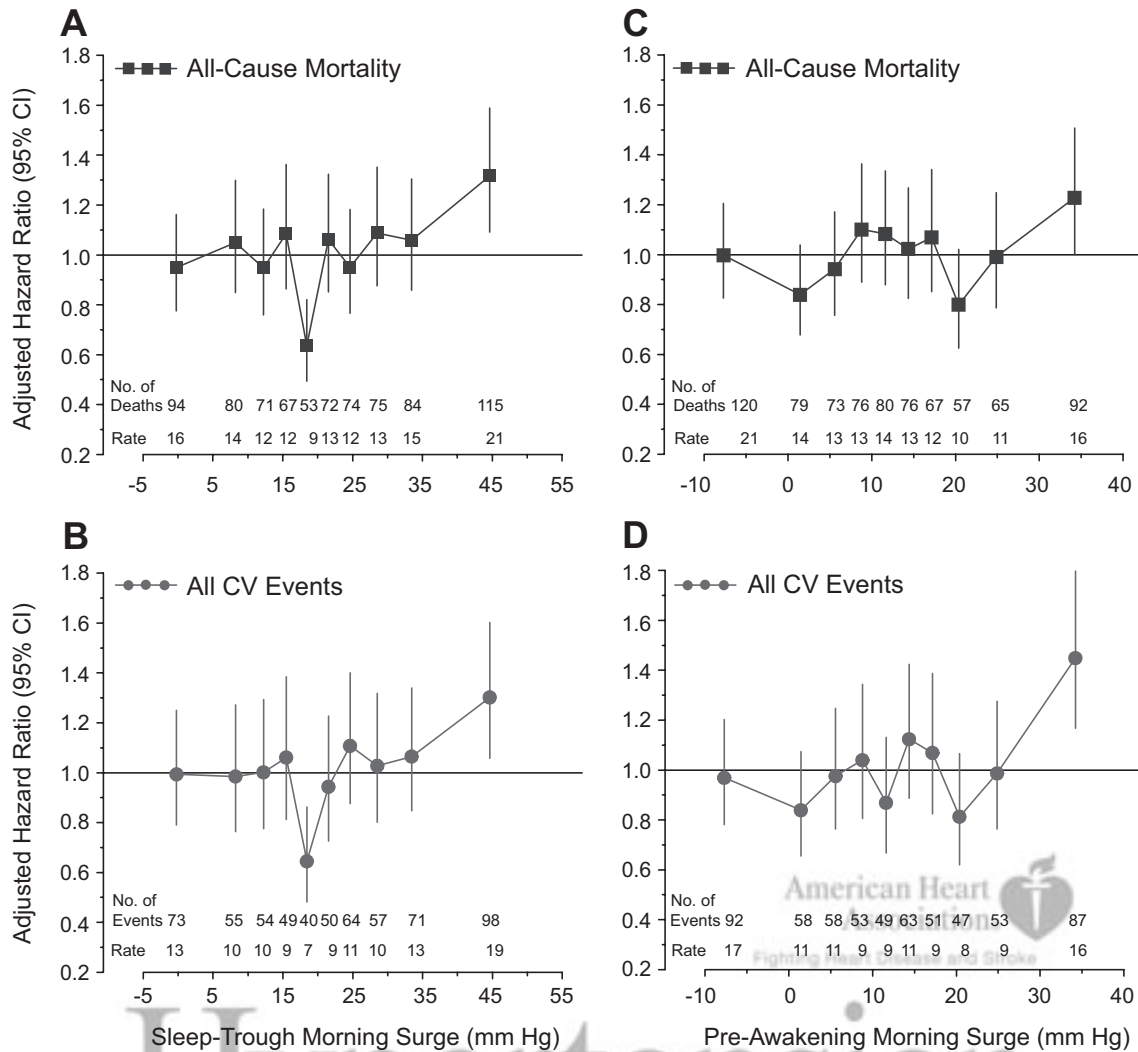 A
All-Cause Mortality
Adjusted Hazard Ratio (95% CI)
1.8
1.6
1.4
1.2
1.0
0.8
0.6
0.4
0.2
No. of
Deaths 94 80 71 67 53 72 74 75 84 115
Rate 16 14 12 12 9 13 12 13 15 21
-5 5 15 25 35 45 55
C
All-Cause Mortality
1.8
1.6
1.4
1.2
1.0
0.8
0.6
0.4
0.2
No. of
Deaths 120 79 73 76 80 76 67 57 65 92
Rate 21 14 13 13 14 13 12 10 11 16
-10 0 10 20 30 40
B
All CV Events
Adjusted Hazard Ratio (95% CI)
1.8
1.6
1.4
1.2
1.0
0.8
0.6
0.4
0.2
No. of
Events 73 55 54 49 40 50 64 57 71 98
Rate 13 10 10 9 7 9 11 10 13 19
-5 5 15 25 35 45 55
Sleep-Trough Morning Surge (mm Hg)
D
All CV Events
1.8
1.6
1.4
1.2
1.0
0.8
0.6
0.4
0.2
American Heart
Associations
Fighting Heart Disease and Stroke
No. of
Events 92 58 58 53 49 63 51 47 53 87
Rate 17 11 11 9 9 11 9 8 9 16
-10 0 10 20 30 40
Pre-Awakening Morning Surge (mm Hg)